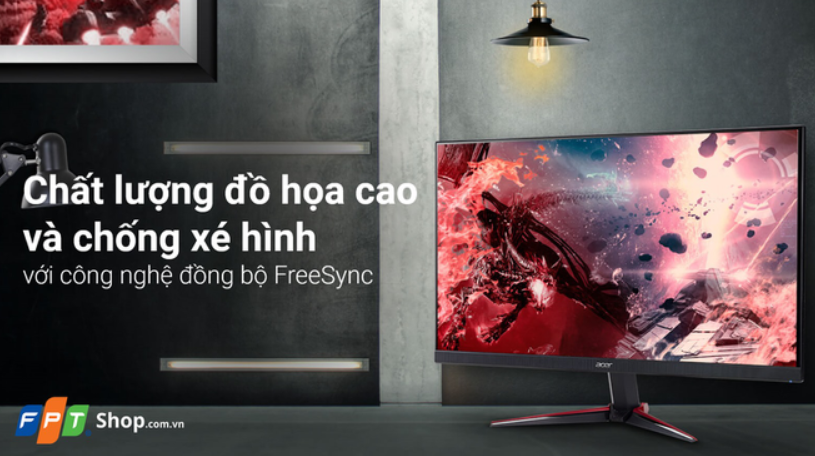 Chất lượng đồ họa cao
và chống xé hình
với công nghệ đồng bộ FreeSync
acer
FPT Shop.com.vn